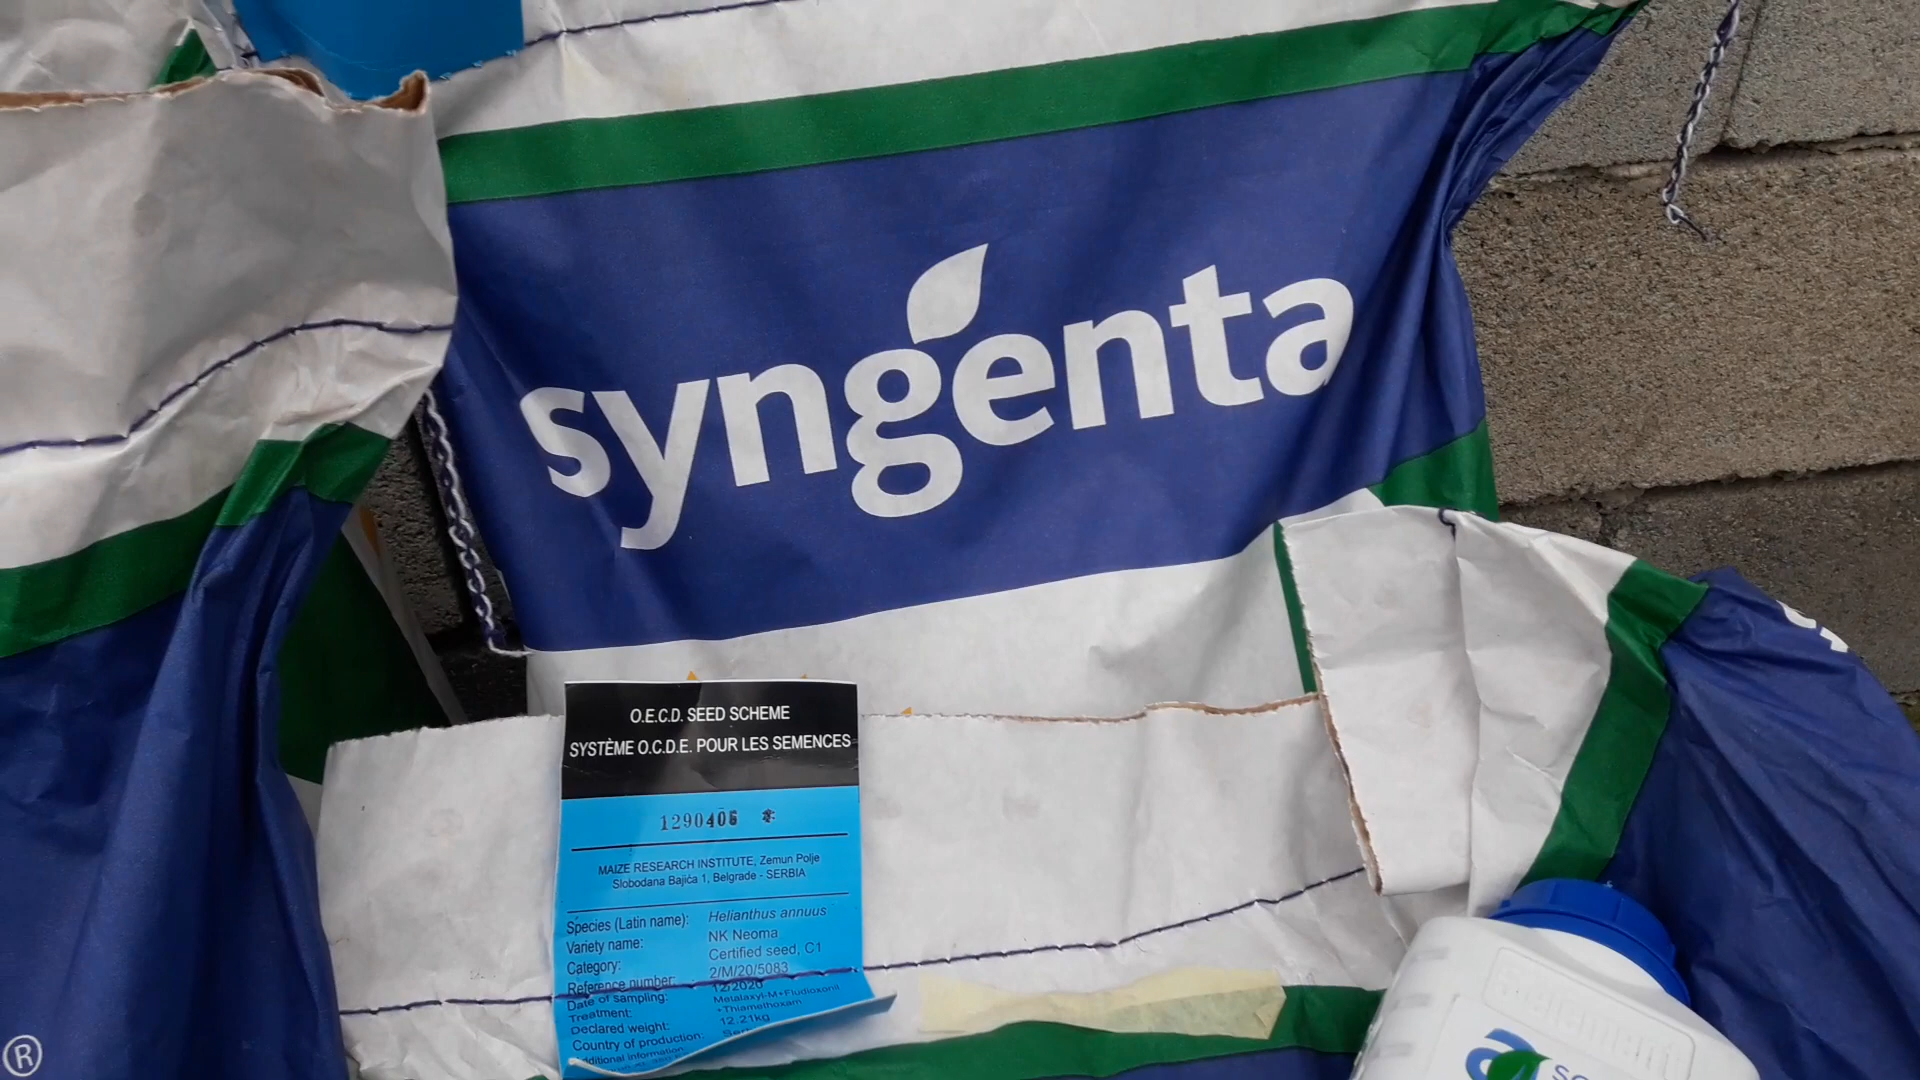 syngenta
O.E.C.D. SEED SCHEME
SYSTÈME O.C.D.E. POUR LES SEMENCES
1290406 *
MAIZE RESEARCH INSTITUTE, Zemun Polje
Slobodana Bajića 1, Belgrade - SERBIA
Species (Latin name): Helianthus annuus
Variety name: NK Neoma
Category: Certified seed, C1
Reference number: 2/M/20/5083
Date of sampling: 12/2020
Treatment: Metalaxyl-M+Fludioxonil
+Thiamethoxam
Declared weight: 12.21kg
Country of production:
Additional information:
®